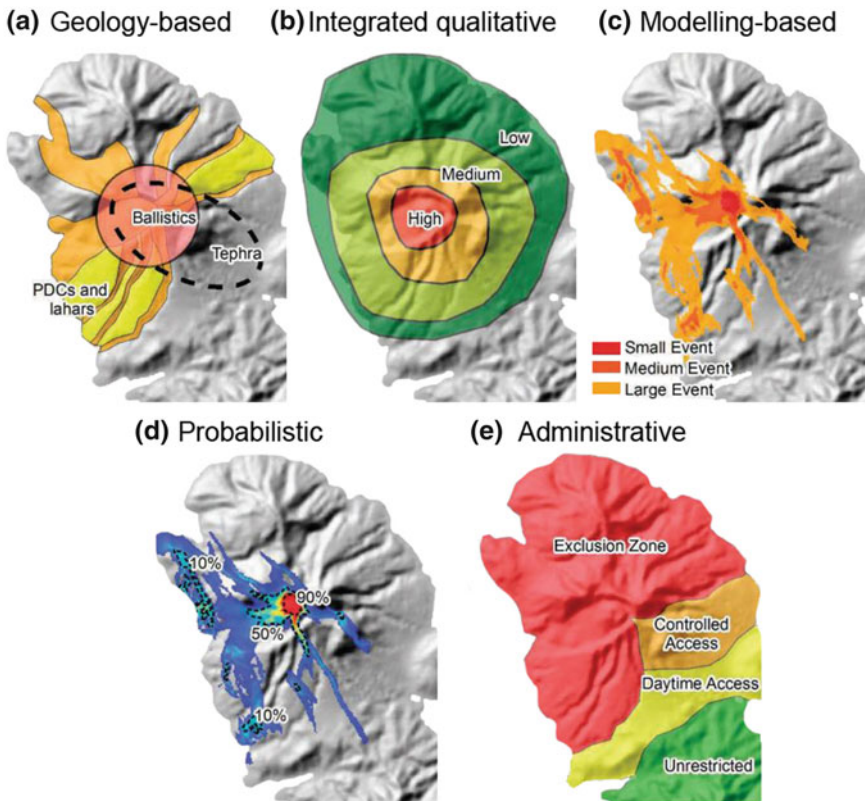 (a) Geology-based
(b) Integrated qualitative
(c) Modelling-based
Ballistics
Tephra
PDCs and
lahars
Low
Medium
High
Small Event
Medium Event
Large Event
(d) Probabilistic
(e) Administrative
10%
90%
50%
10%
Exclusion Zone
Controlled
Access
Daytime Access
Unrestricted